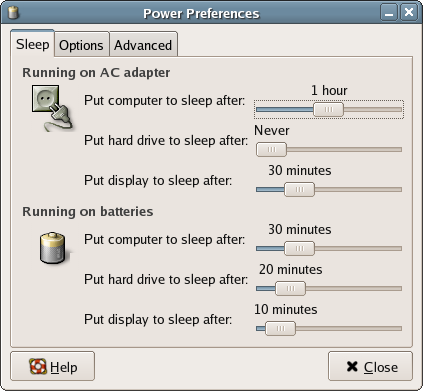 Power Preferences
Sleep Options Advanced
Running on AC adapter
1 hour
Put computer to sleep after:
Never
Put hard drive to sleep after:
30 minutes
Put display to sleep after:
Running on batteries
30 minutes
Put computer to sleep after:
20 minutes
Put hard drive to sleep after:
10 minutes
Put display to sleep after:
Help Close